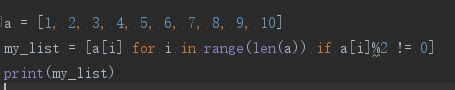 a = [1, 2, 3, 4, 5, 6, 7, 8, 9, 10]
my_list = [a[i] for i in range(len(a)) if a[i]%2 != 0]
print(my_list)